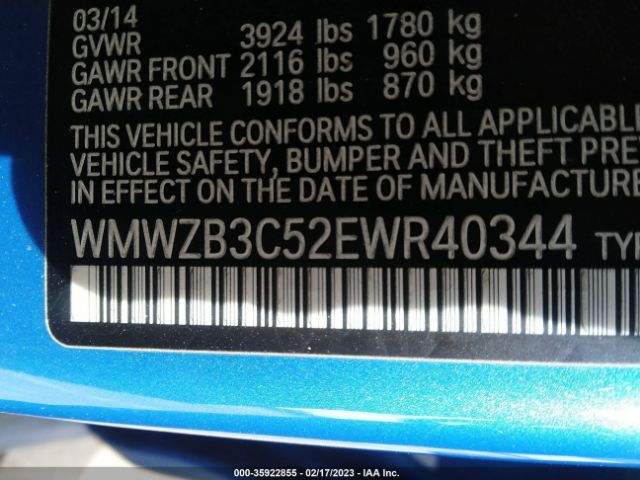 03/14
GVWR 3924 lbs 1780 kg
GAWR FRONT 2116 lbs 960 kg
GAWR REAR 1918 lbs 870 kg
THIS VEHICLE CONFORMS TO ALL APPLICABLE
VEHICLE SAFETY, BUMPER AND THEFT PRE
IN EFFECT ON THE DATE OF MANUFACTURE
WMWZB3C52EWR40344 TYP
000-35922855 - 02/17/2023 - IAA Inc.